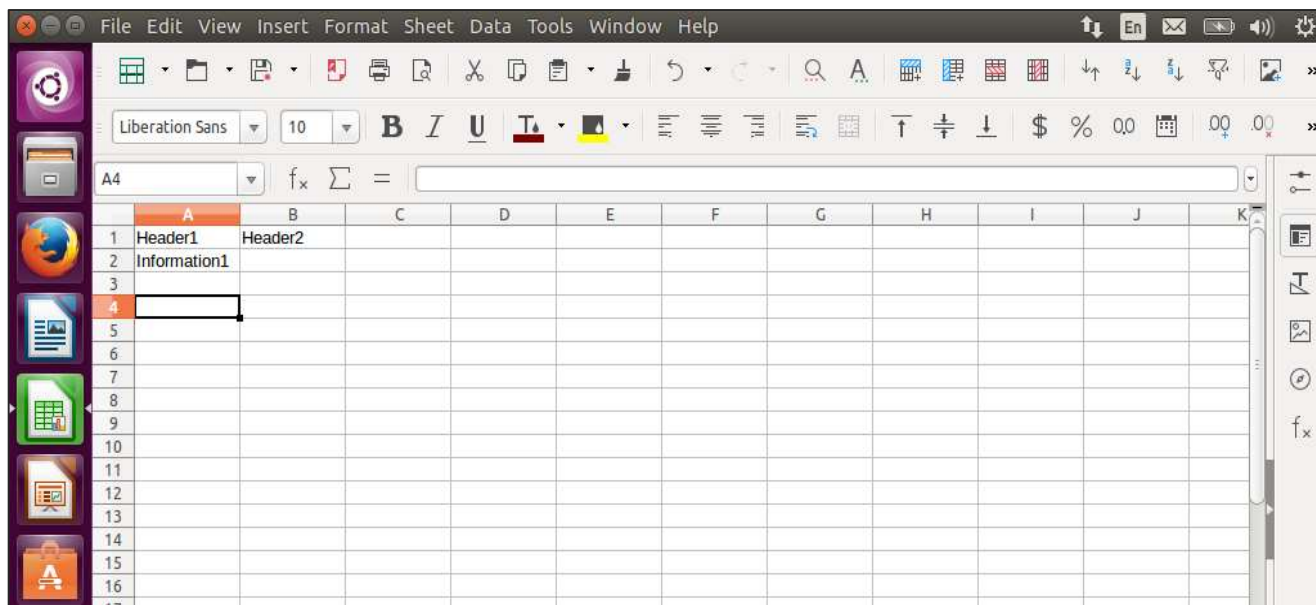 File Edit View Insert Format Sheet Data Tools Window Help En
Liberation Sans 10 B I U $ % 0,0 .00 .00
A4 fx Σ =
A B C D E F G H I J K
1 Header1 Header2
2 Information1
3
4
5
6
7
8
9
10
11
12
13
14
15
16